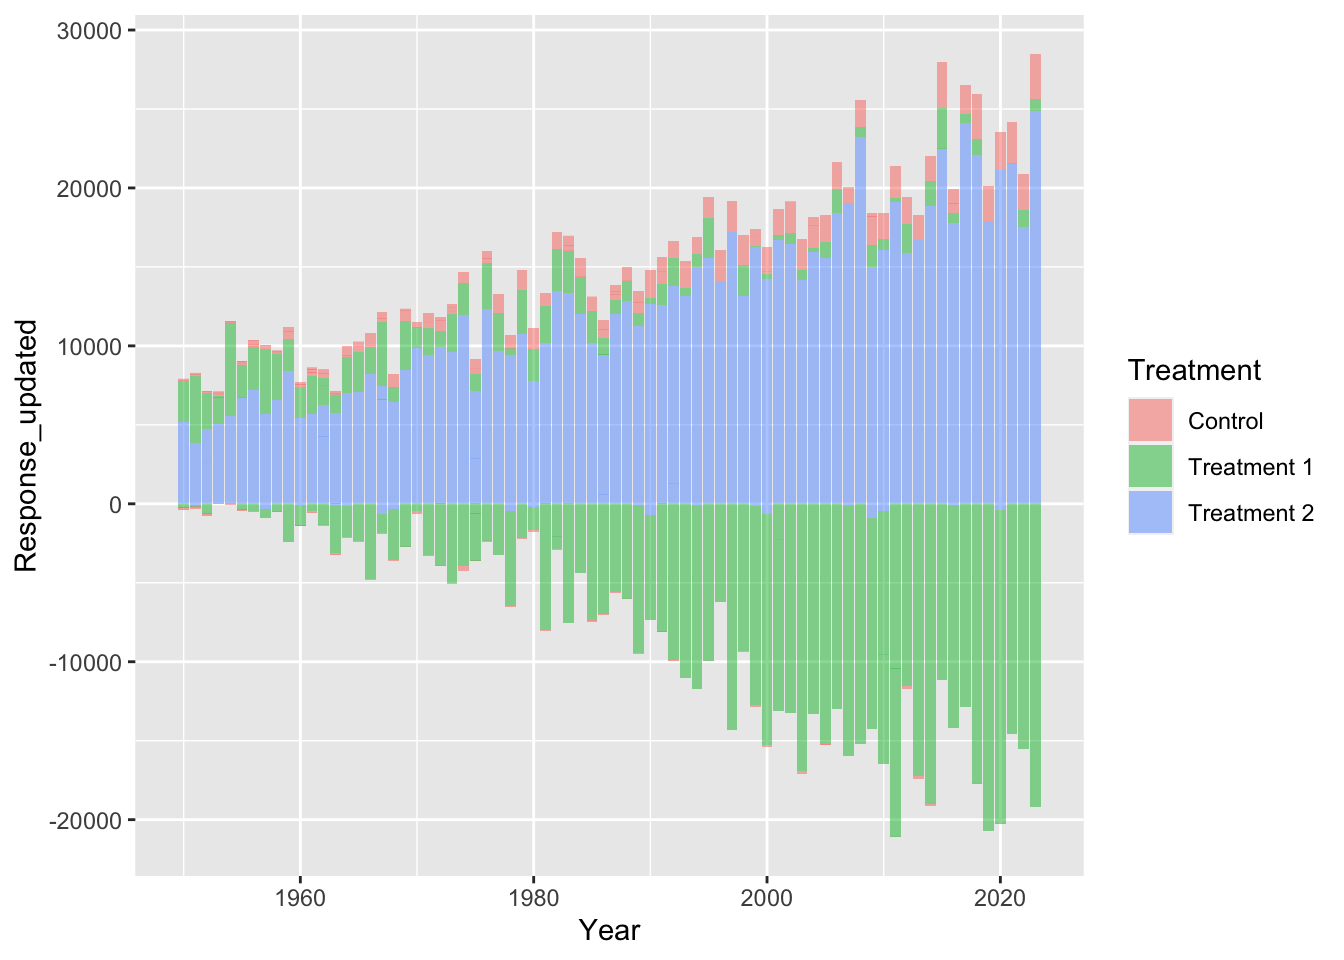 30000
20000
10000
0
-10000
-20000
Response_updated
1960
1980
2000
2020
Year
Treatment
Control
Treatment 1
Treatment 2